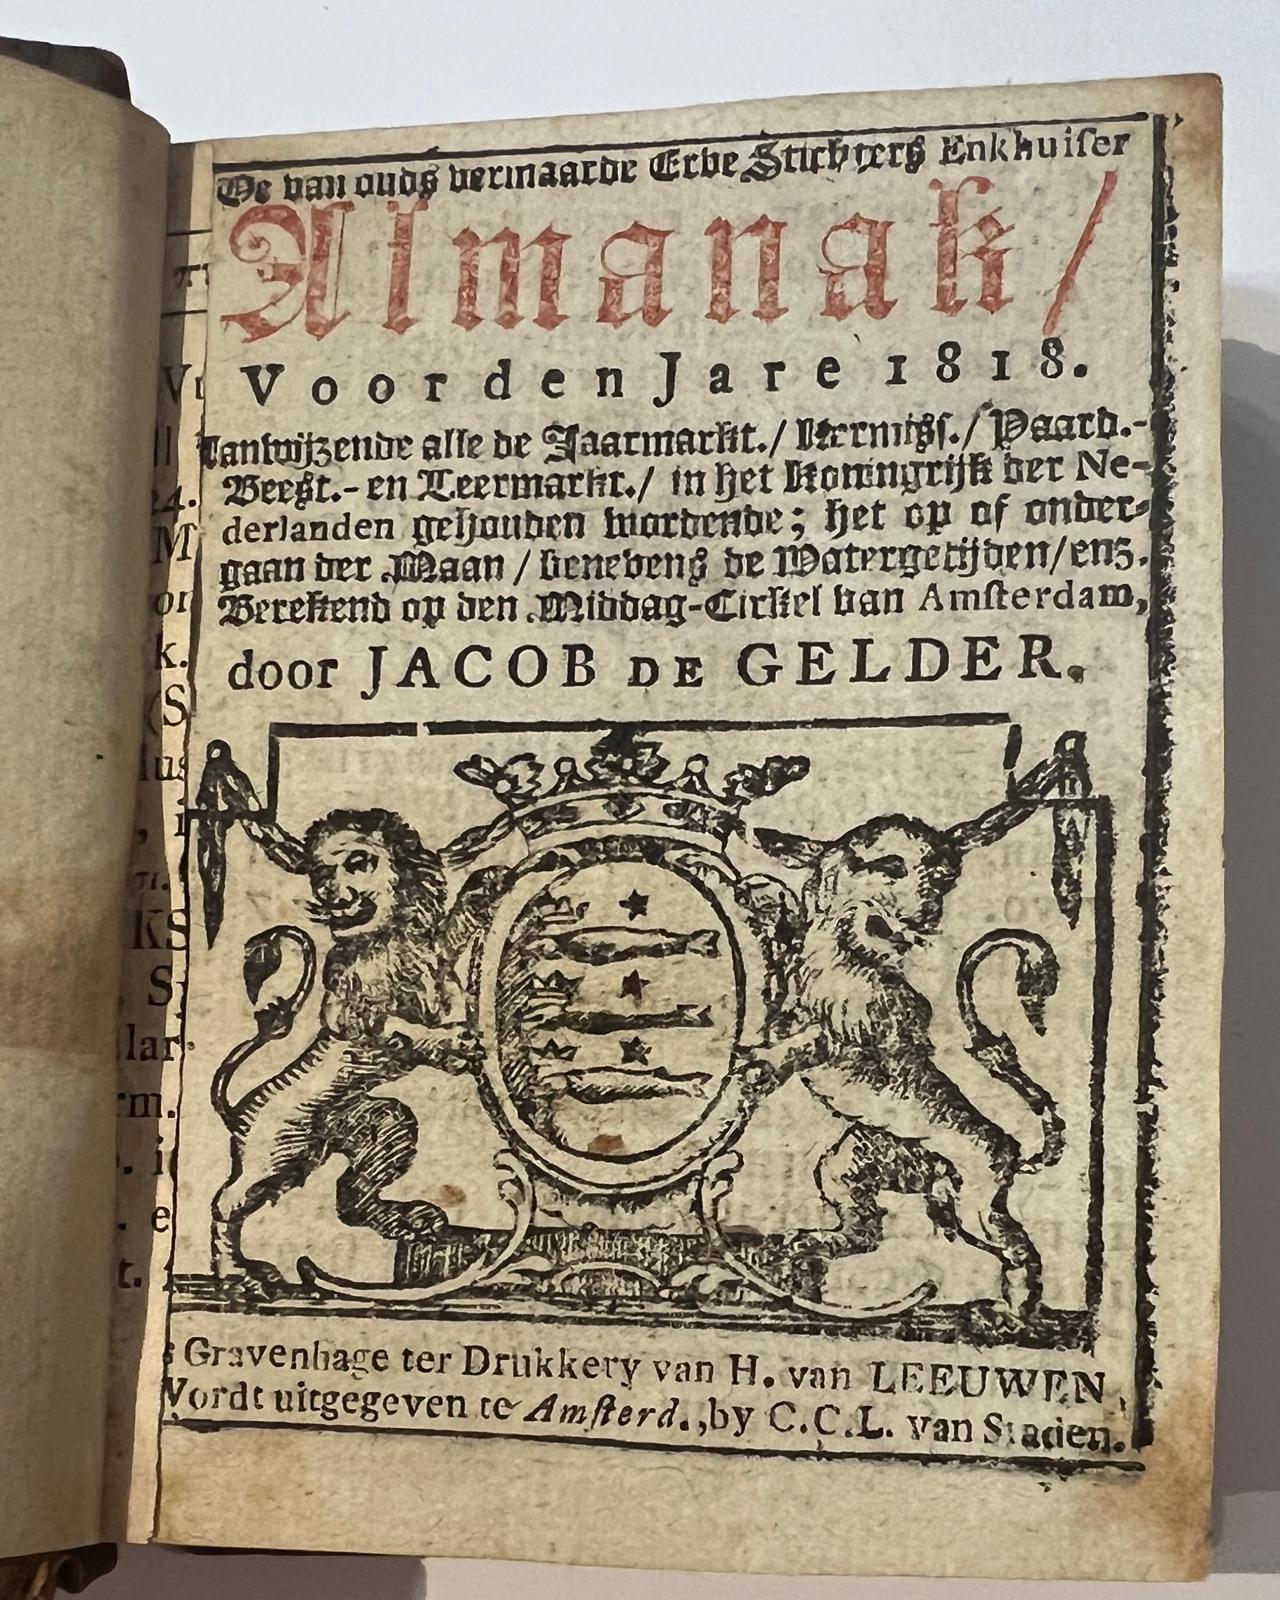 De van ouds vermaarde Erve Stichters Enkhuiser
Almanak/
Voor den Jare 1818.
Aanwijzende alle de Jaarmarkt./ Kermisſ./ Paard.-
Beest.- en Leermarkt./ in het Koningrijk der Ne-
derlanden gehouden wordende; het op of onder-
gaan der Maan / benevens de Watergetijden/ enz.
Berekend op den Middag-Cirkel van Amſterdam,
door JACOB DE GELDER.
s Gravenhage ter Drukkery van H. van LEEUWEN,
Wordt uitgegeven te Amſterd., by C.C.L. van Staden.